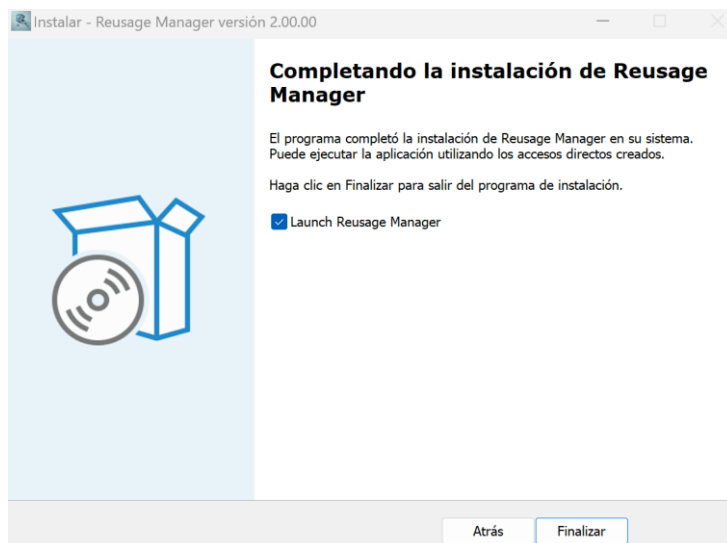 Instalar - Reusage Manager versión 2.00.00
Completando la instalación de Reusage
Manager
El programa completó la instalación de Reusage Manager en su sistema.
Puede ejecutar la aplicación utilizando los accesos directos creados.
Haga clic en Finalizar para salir del programa de instalación.
Launch Reusage Manager
Atrás
Finalizar